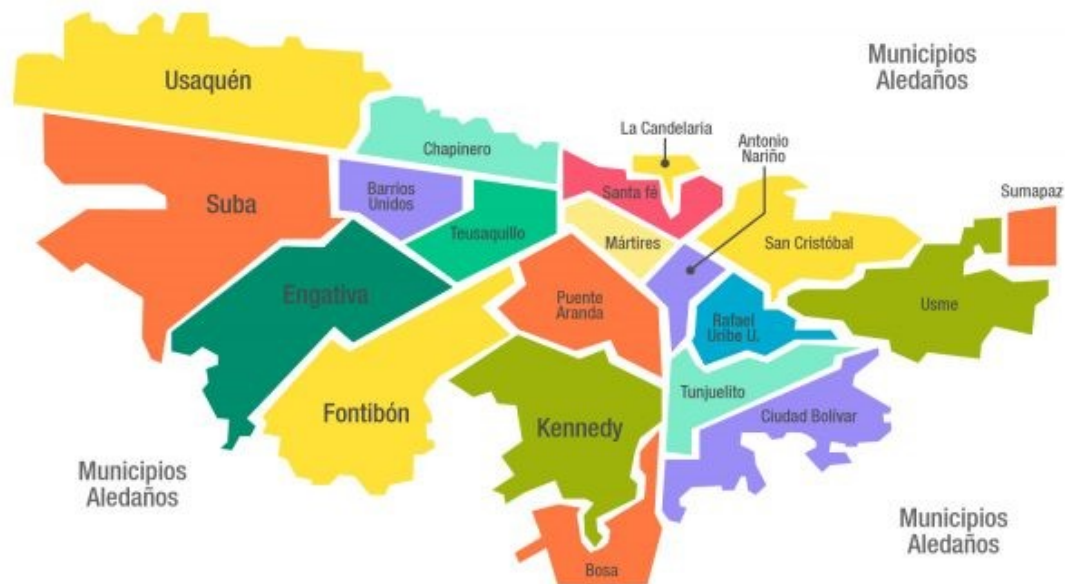 Municipios
Aledaños
Usaquén
La Candelaría
Antonio
Nariño
Chapinero
Sumapaz
Barrios
Unidos
Santa fé
Suba
Teusaquillo
Mártires
San Cristóbal
Engativa
Puente
Aranda
Usme
Rafael
Uribe U.
Tunjuelito
Fontibón
Kennedy
Ciudad Bolívar
Municipios
Aledaños
Municipios
Aledaños
Bosa